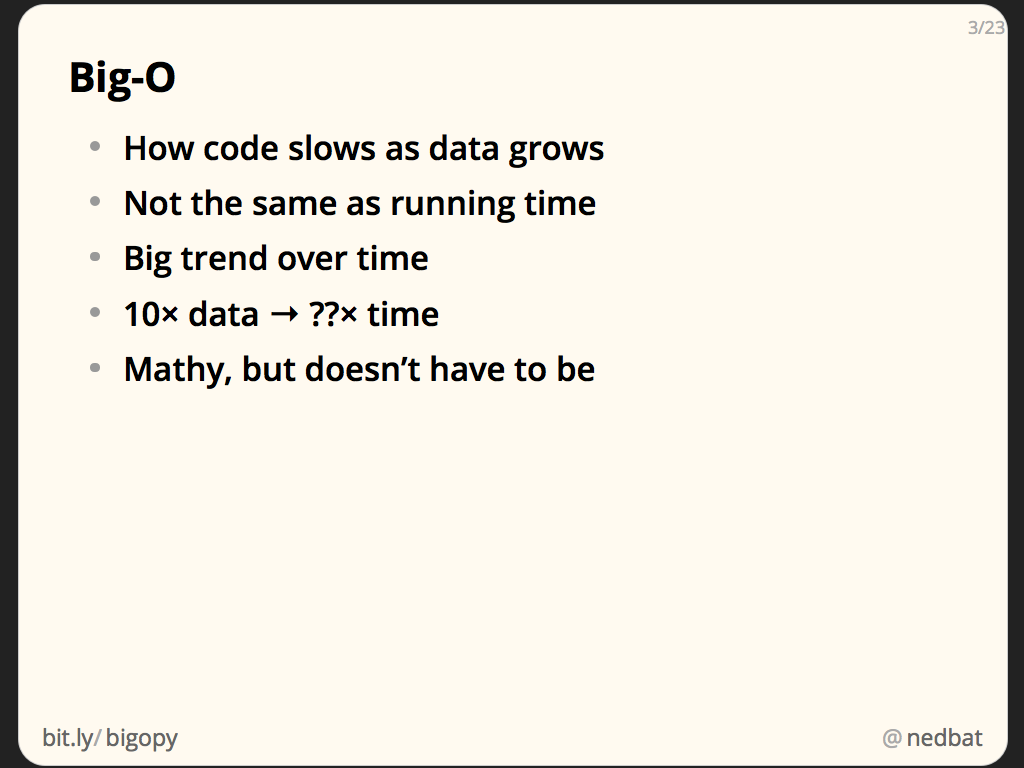 3/23
Big-O
• How code slows as data grows
• Not the same as running time
• Big trend over time
• 10× data → ??× time
• Mathy, but doesn’t have to be
bit.ly/bigopy
@nedbat